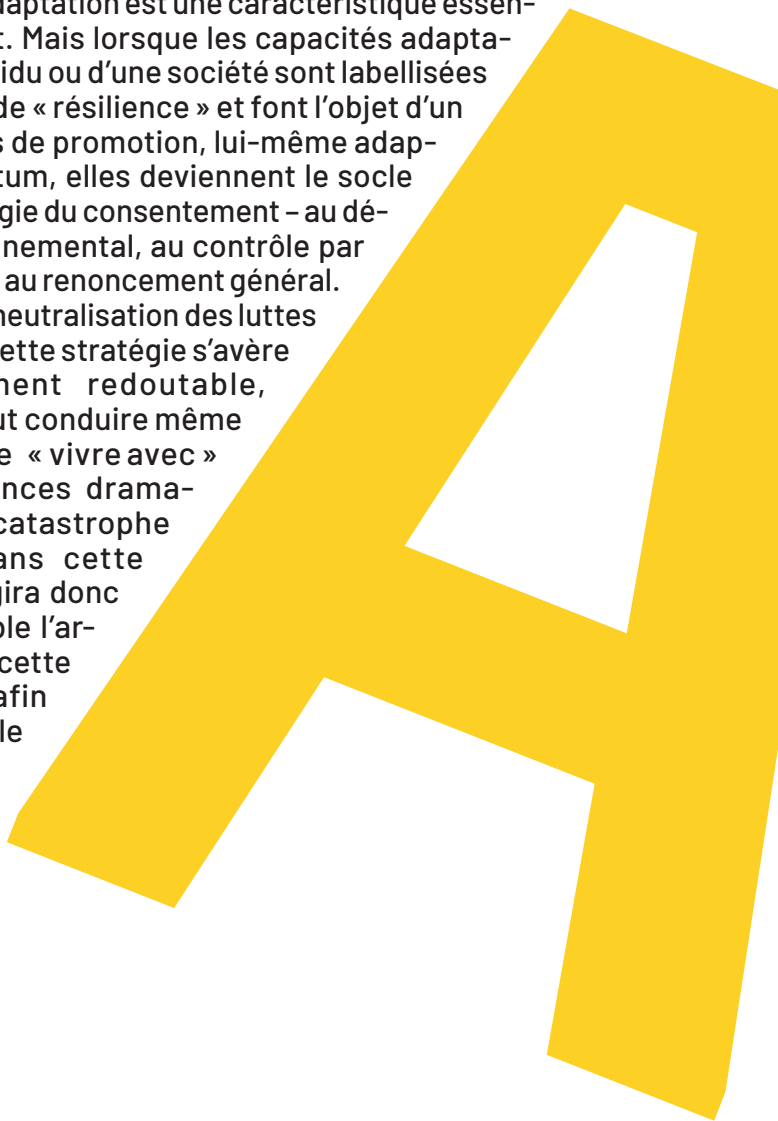 daptation est une caractéristique essen-
t. Mais lorsque les capacités adapta-
idu ou d'une société sont labellisées
de « résilience » et font l'objet d'un
s de promotion, lui-même adap-
tum, elles deviennent le socle
gie du consentement – au dé-
nemental, au contrôle par
au renoncement général.
neutralisation des luttes
ette stratégie s'avère
nent redoutable,
ut conduire même
e « vivre avec »
nces drama-
catastrophe
ans cette
gira donc
ble l'ar-
cette
afin
le
A